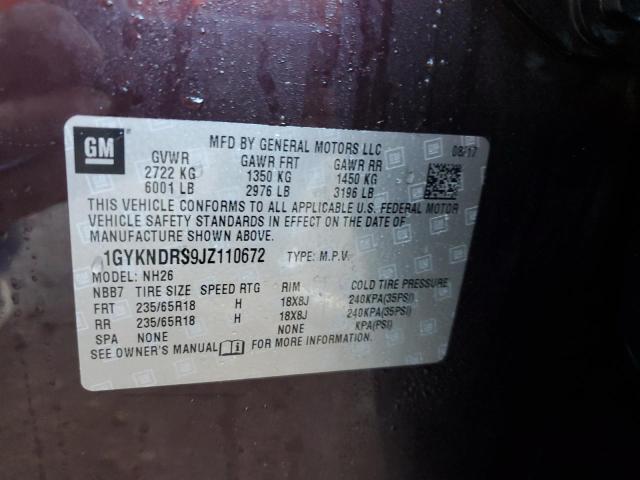 GM
MFD BY GENERAL MOTORS LLC 08/17
GVWR GAWR FRT GAWR RR
2722 KG 1350 KG 1450 KG
6001 LB 2976 LB 3196 LB
THIS VEHICLE CONFORMS TO ALL APPLICABLE U.S. FEDERAL MOTOR
VEHICLE SAFETY STANDARDS IN EFFECT ON THE DATE OF
MANUFACTURE SHOWN ABOVE.
1GYKNDRS9JZ110672 TYPE: M.P.V.
MODEL: NH26
NBB7 TIRE SIZE SPEED RTG RIM COLD TIRE PRESSURE
FRT 235/65R18 H 18X8J 240KPA(35PSI)
RR 235/65R18 H 18X8J 240KPA(35PSI)
SPA NONE NONE KPA(PSI)
SEE OWNER'S MANUAL FOR MORE INFORMATION.